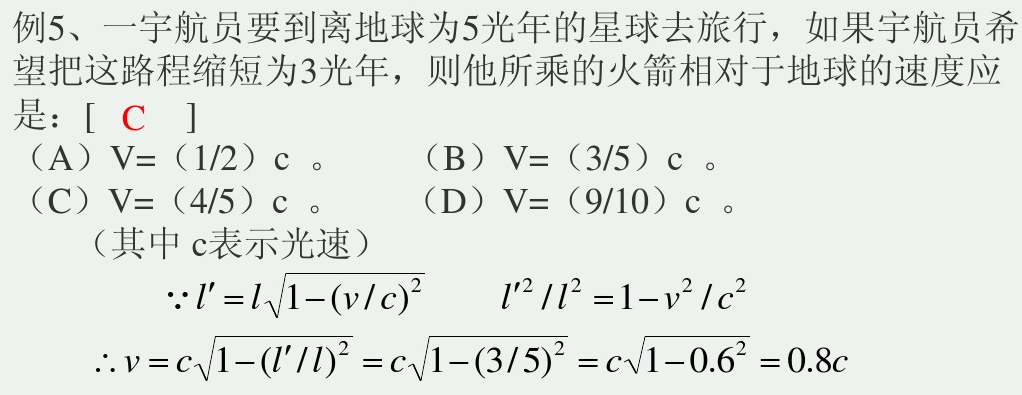 例5、一宇航员要到离地球为5光年的星球去旅行，如果宇航员希
望把这路程缩短为3光年，则他所乘的火箭相对于地球的速度应
是：[ C ]
（A）V=（1/2）c 。 （B）V=（3/5）c 。
（C）V=（4/5）c 。 （D）V=（9/10）c 。
（其中 c表示光速）
∵ l′ = l√(1−(v/c)²) l′²/l² = 1−v²/c²
∴ v = c√(1−(l′/l)²) = c√(1−(3/5)²) = c√(1−0.6²) = 0.8c